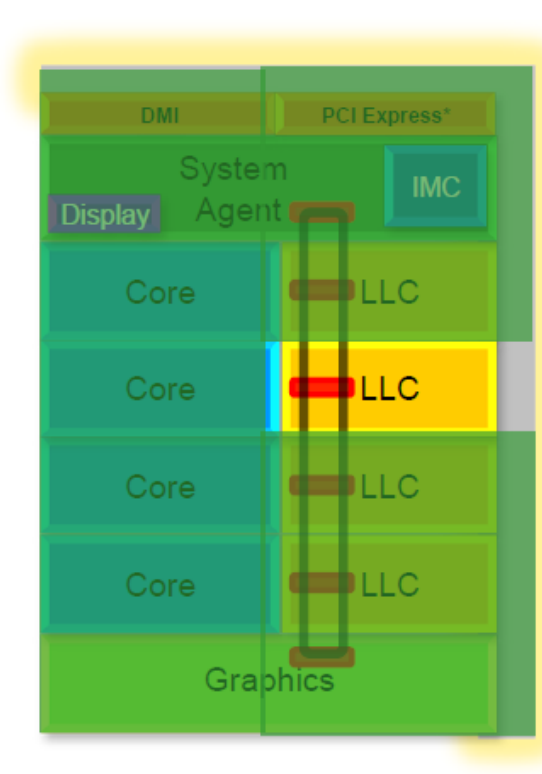 DMI PCI Express*
System
Agent
IMC
Display
Core LLC
Core LLC
Core LLC
Core LLC
Graphics